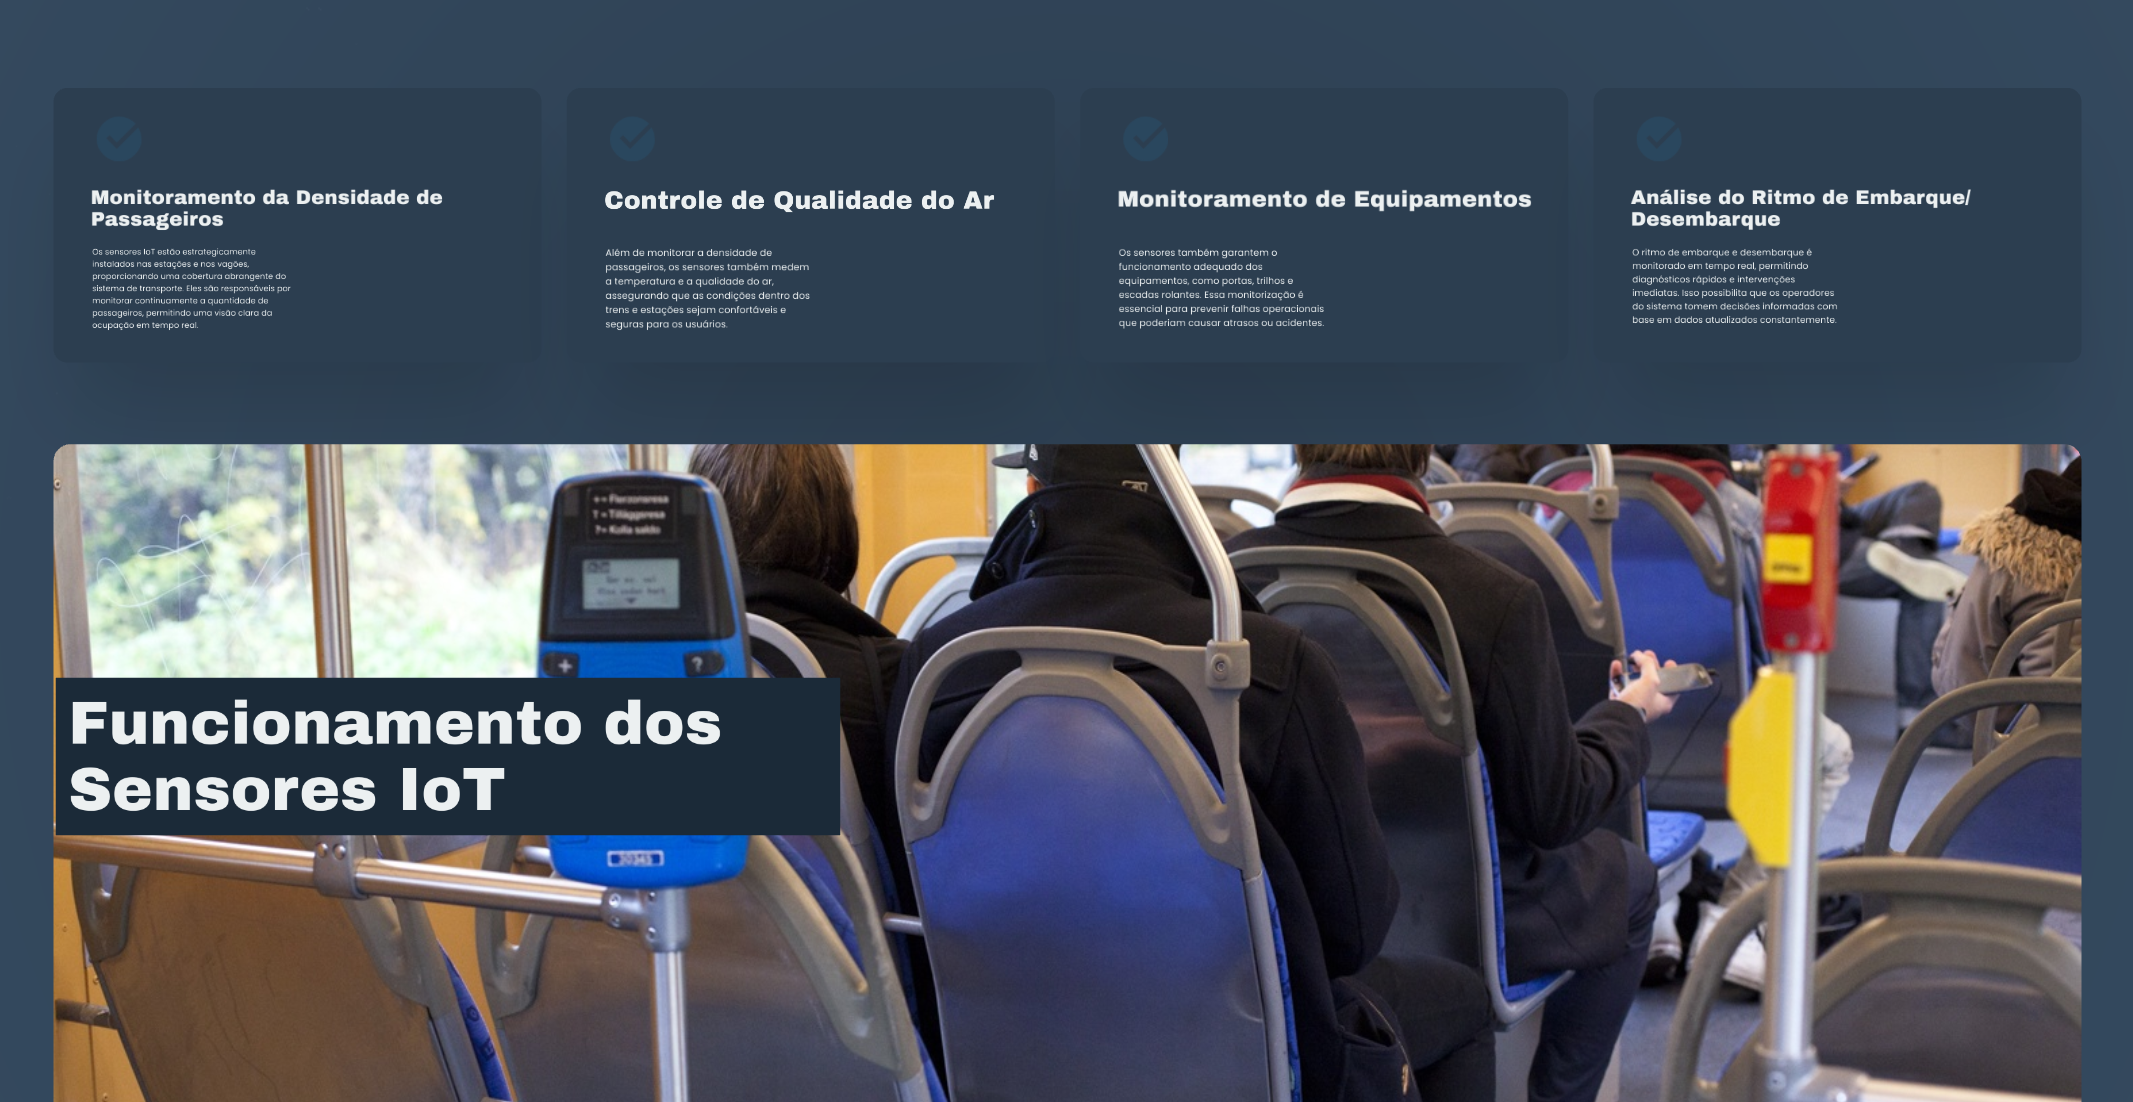 Monitoramento da Densidade de
Passageiros
Os sensores IoT estão estrategicamente
instalados nas estações e nos vagões,
proporcionando uma cobertura abrangente do
sistema de transporte. Eles são responsáveis por
monitorar continuamente a quantidade de
passageiros, permitindo uma visão clara da
ocupação em tempo real.
Controle de Qualidade do Ar
Além de monitorar a densidade de
passageiros, os sensores também medem
a temperatura e a qualidade do ar,
assegurando que as condições dentro dos
trens e estações sejam confortáveis e
seguras para os usuários.
Monitoramento de Equipamentos
Os sensores também garantem o
funcionamento adequado dos
equipamentos, como portas, trilhos e
escadas rolantes. Essa monitorização é
essencial para prevenir falhas operacionais
que poderiam causar atrasos ou acidentes.
Análise do Ritmo de Embarque/
Desembarque
O ritmo de embarque e desembarque é
monitorado em tempo real, permitindo
diagnósticos rápidos e intervenções
imediatas. Isso possibilita que os operadores
do sistema tomem decisões informadas com
base em dados atualizados constantemente.
++ = Flerzonsresa
T = Tilläggsresa
? = Kolla saldo
+ ?
Funcionamento dos
Sensores IoT
30345